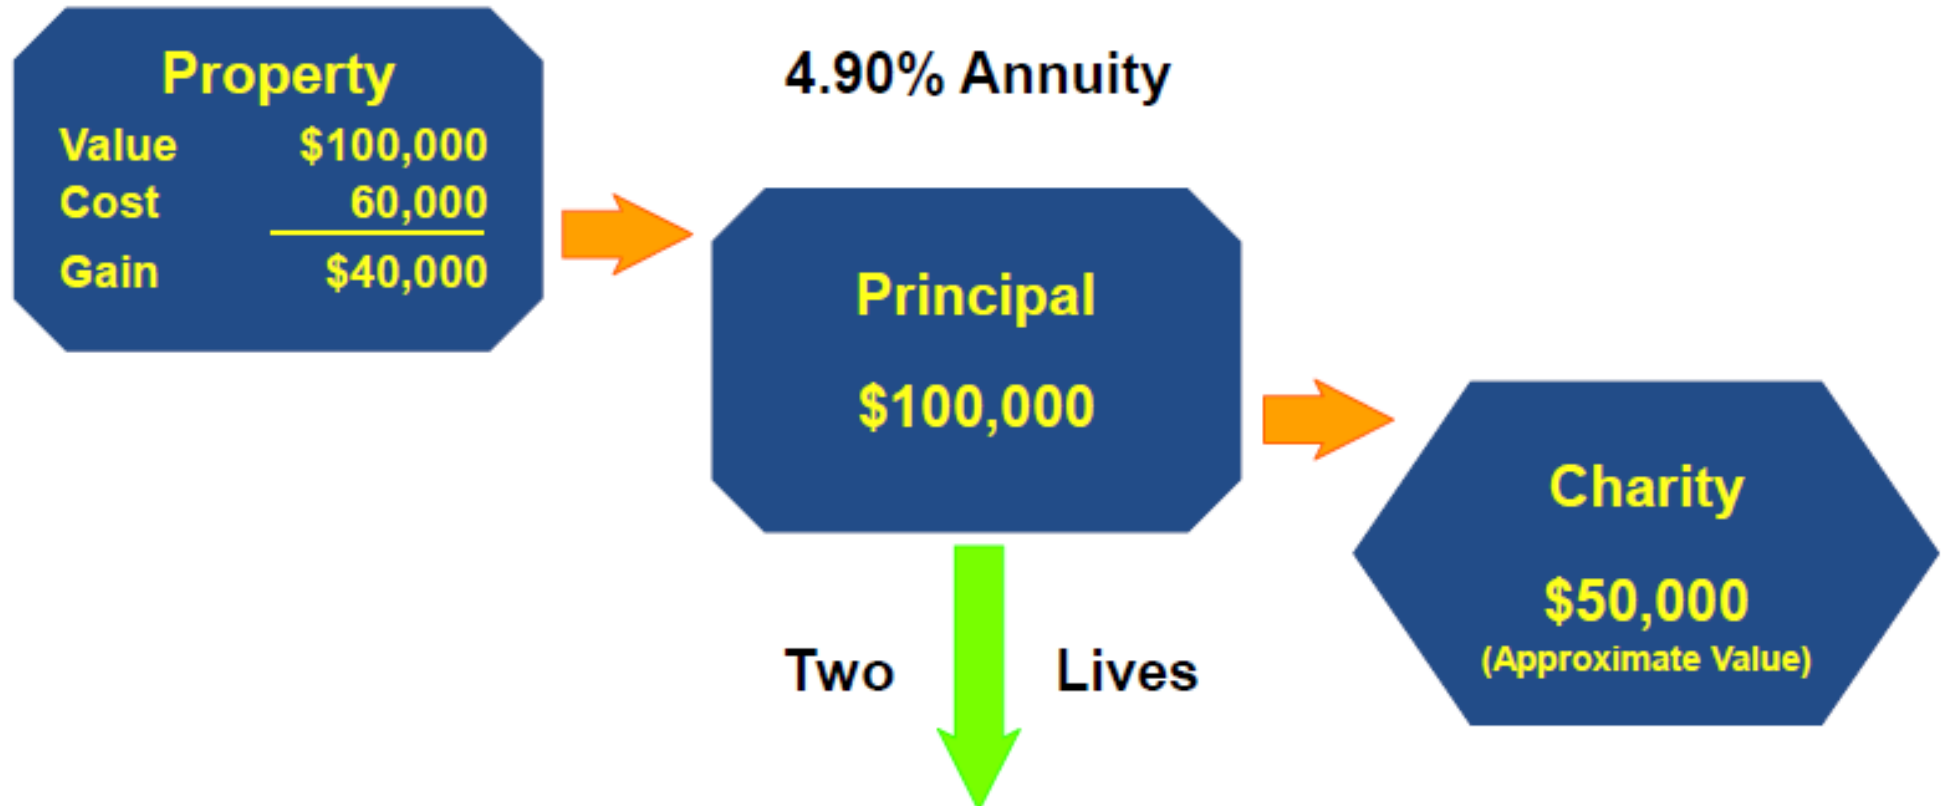 Property
Value $100,000
Cost 60,000
Gain $40,000
4.90% Annuity
Principal
$100,000
Two Lives
Charity
$50,000
(Approximate Value)